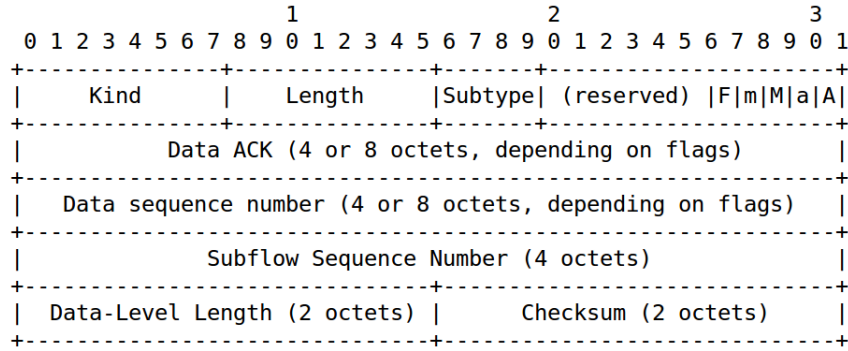 1                   2                   3
 0 1 2 3 4 5 6 7 8 9 0 1 2 3 4 5 6 7 8 9 0 1 2 3 4 5 6 7 8 9 0 1
+---------------+---------------+-------+----------------------+
|     Kind      |    Length     |Subtype| (reserved) |F|m|M|a|A|
+---------------+---------------+-------+----------------------+
|           Data ACK (4 or 8 octets, depending on flags)       |
+--------------------------------------------------------------+
|   Data sequence number (4 or 8 octets, depending on flags)   |
+--------------------------------------------------------------+
|              Subflow Sequence Number (4 octets)              |
+-------------------------------+------------------------------+
|  Data-Level Length (2 octets) |      Checksum (2 octets)     |
+-------------------------------+------------------------------+